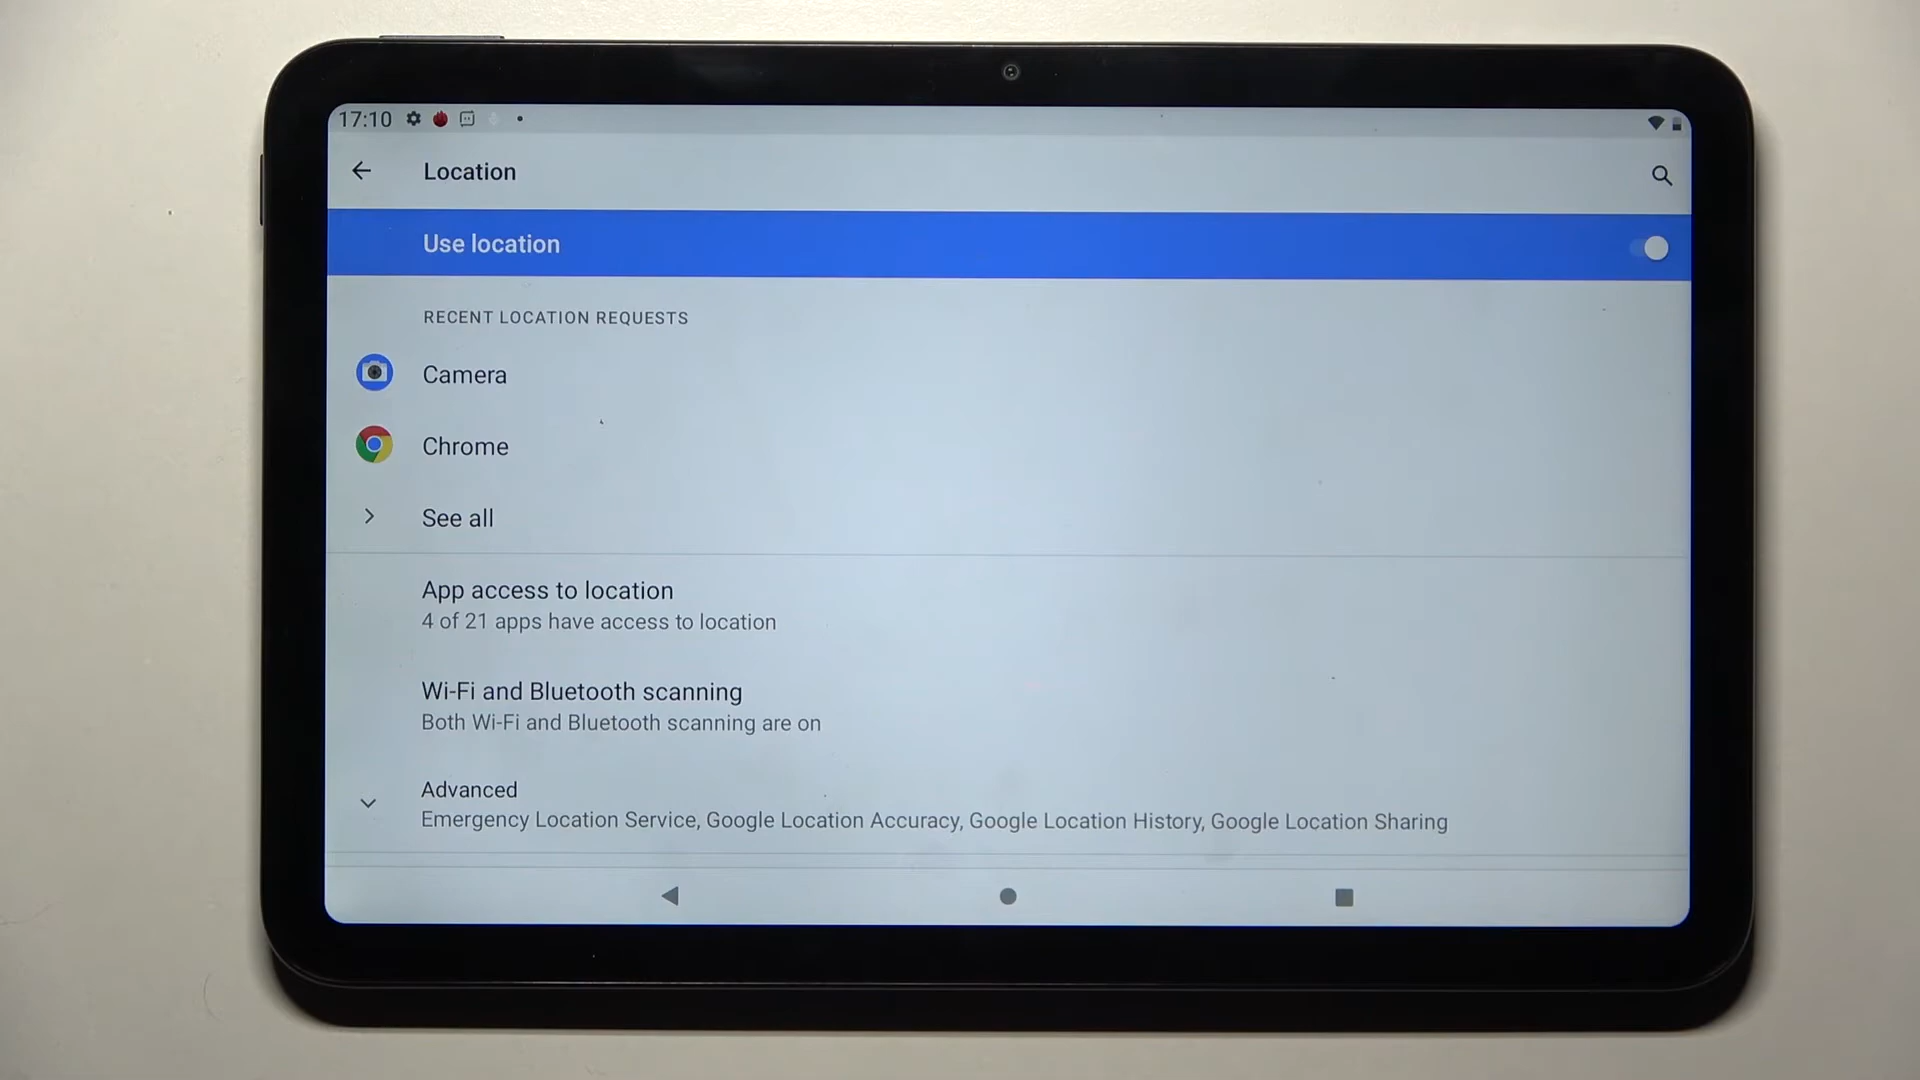 17:10
Location
Use location
RECENT LOCATION REQUESTS
Camera
Chrome
See all
App access to location
4 of 21 apps have access to location
Wi-Fi and Bluetooth scanning
Both Wi-Fi and Bluetooth scanning are on
Advanced
Emergency Location Service, Google Location Accuracy, Google Location History, Google Location Sharing